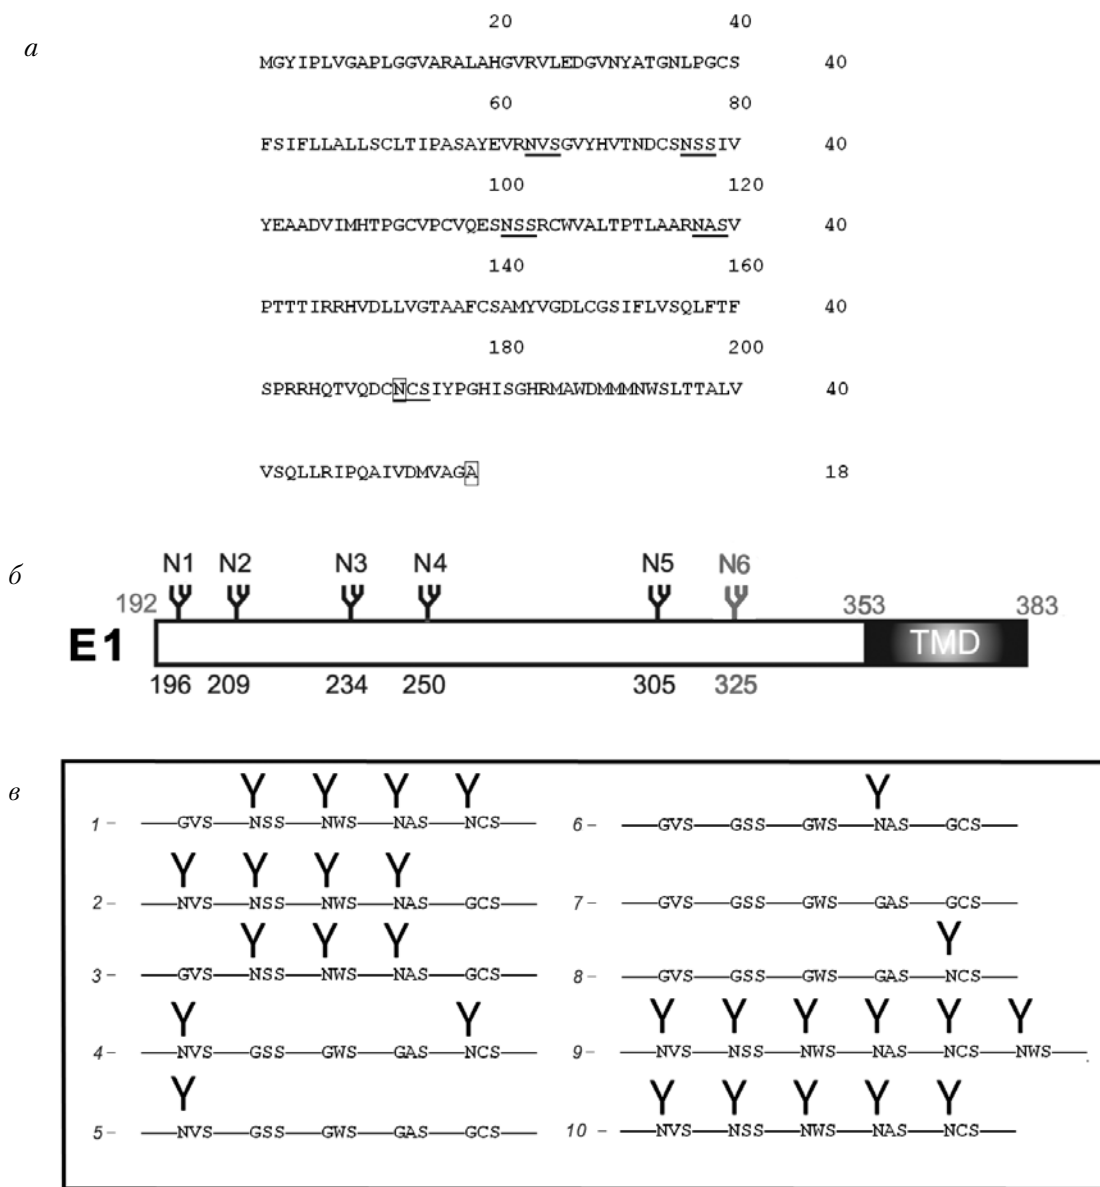 а
20 40
MGYIPLVGAPLGGVARALAHGVRVLEDGVNYATGNLPGCS 40
60 80
FSIFLLALLSCLTIPASAYEVRNVSGVYHVTNDCSNSSIV 40
100 120
YEAADVIMHTPGCVPCVQESNSSRCWVALTPTLAARNASV 40
140 160
PTTTIRRHVDLLVGTAAFCSAMYVGDLCGSIFLVSQLFTF 40
180 200
SPRRHQTVQDCNCSIYPGHISGHRMAWDMMMNWSLTTALV 40
VSQLLRIPQAIVDMVAGA 18
б
N1 N2 N3 N4 N5 N6
192 353 383
E1 TMD
196 209 234 250 305 325
в
1 – GVS NSS NWS NAS NCS
2 – NVS NSS NWS NAS GCS
3 – GVS NSS NWS NAS GCS
4 – NVS GSS GWS GAS NCS
5 – NVS GSS GWS GAS GCS
6 – GVS GSS GWS NAS GCS
7 – GVS GSS GWS GAS GCS
8 – GVS GSS GWS GAS NCS
9 – NVS NSS NWS NAS NCS NWS
10 – NVS NSS NWS NAS NCS